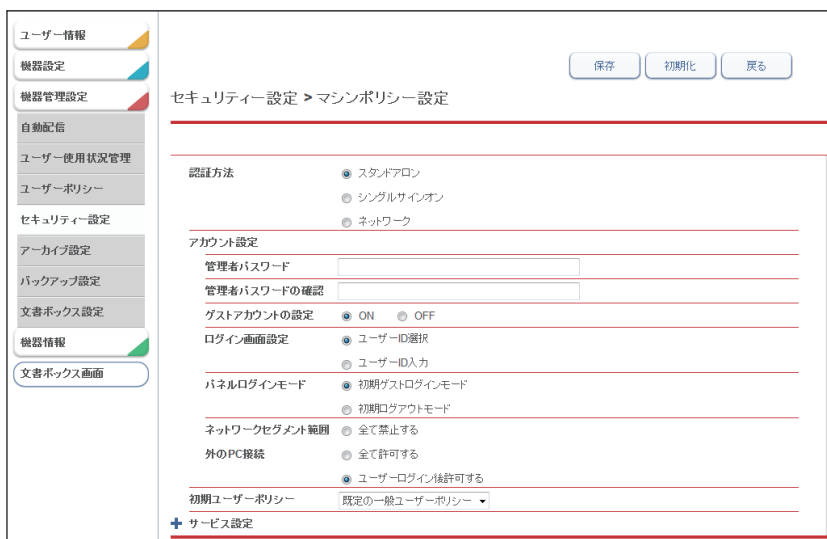 ユーザー情報
機器設定
機器管理設定
自動配信
ユーザー使用状況管理
ユーザーポリシー
セキュリティー設定
アーカイブ設定
バックアップ設定
文書ボックス設定
機器情報
文書ボックス画面
保存 初期化 戻る
セキュリティー設定 > マシンポリシー設定
認証方法 スタンドアロン
シングルサインオン
ネットワーク
アカウント設定
管理者パスワード
管理者パスワードの確認
ゲストアカウントの設定 ON OFF
ログイン画面設定 ユーザーID選択
ユーザーID入力
パネルログインモード 初期ゲストログインモード
初期ログアウトモード
ネットワークセグメント範囲 全て禁止する
外のPC接続 全て許可する
ユーザーログイン後許可する
初期ユーザーポリシー 既定の一般ユーザーポリシー
サービス設定